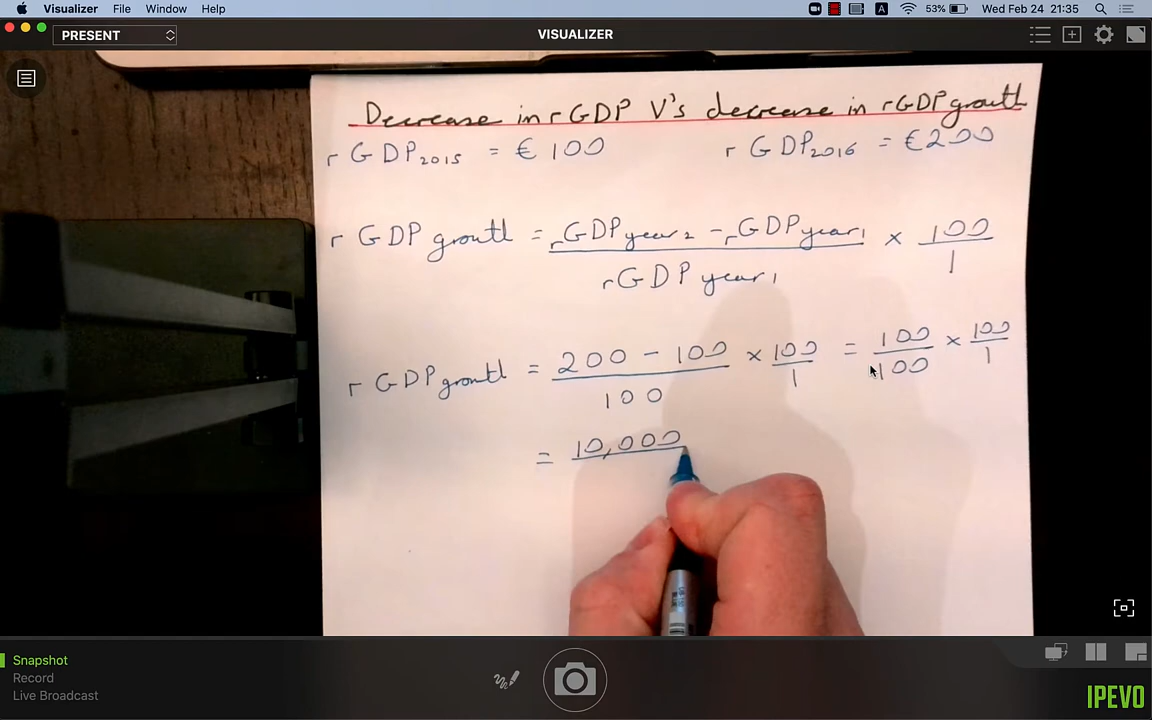 Visualizer File Window Help A 53% Wed Feb 24 21:35
PRESENT VISUALIZER
Decrease in rGDP V's decrease in rGDP growth
rGDP2015 = €100 rGDP2016 = €200
rGDP growth = rGDP year2 - rGDP year1 × 100
rGDP year1 1
rGDP growth = 200 - 100 × 100 = 100 × 100
100 1 100 1
= 10,000
Snapshot
Record
Live Broadcast
IPEVO